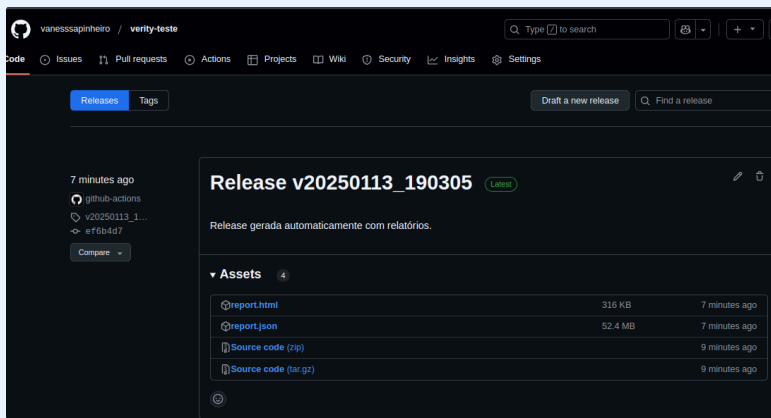 vanesssapinheiro / verity-teste
Type / to search
Code Issues Pull requests Actions Projects Wiki Security Insights Settings
Releases Tags
Draft a new release
Find a release
7 minutes ago
github-actions
v20250113_1...
ef6b4d7
Compare
Release v20250113_190305 Latest
Release gerada automaticamente com relatórios.
Assets 4
report.html 316 KB 7 minutes ago
report.json 52.4 MB 7 minutes ago
Source code (zip) 9 minutes ago
Source code (tar.gz) 9 minutes ago